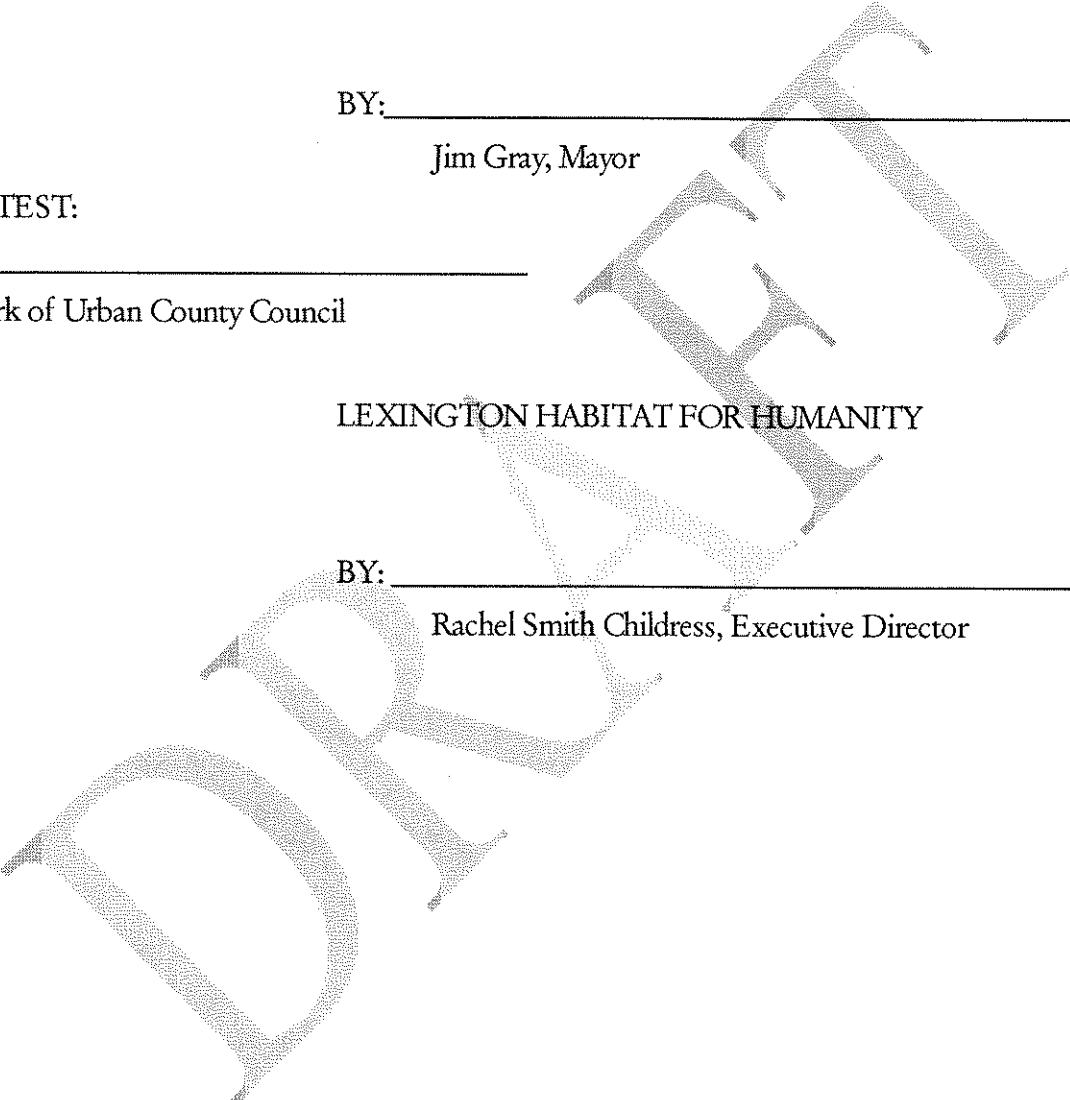 BY:
Jim Gray, Mayor
TEST:
rk of Urban County Council
LEXINGTON HABITAT FOR HUMANITY
BY:
Rachel Smith Childress, Executive Director
DRAFT